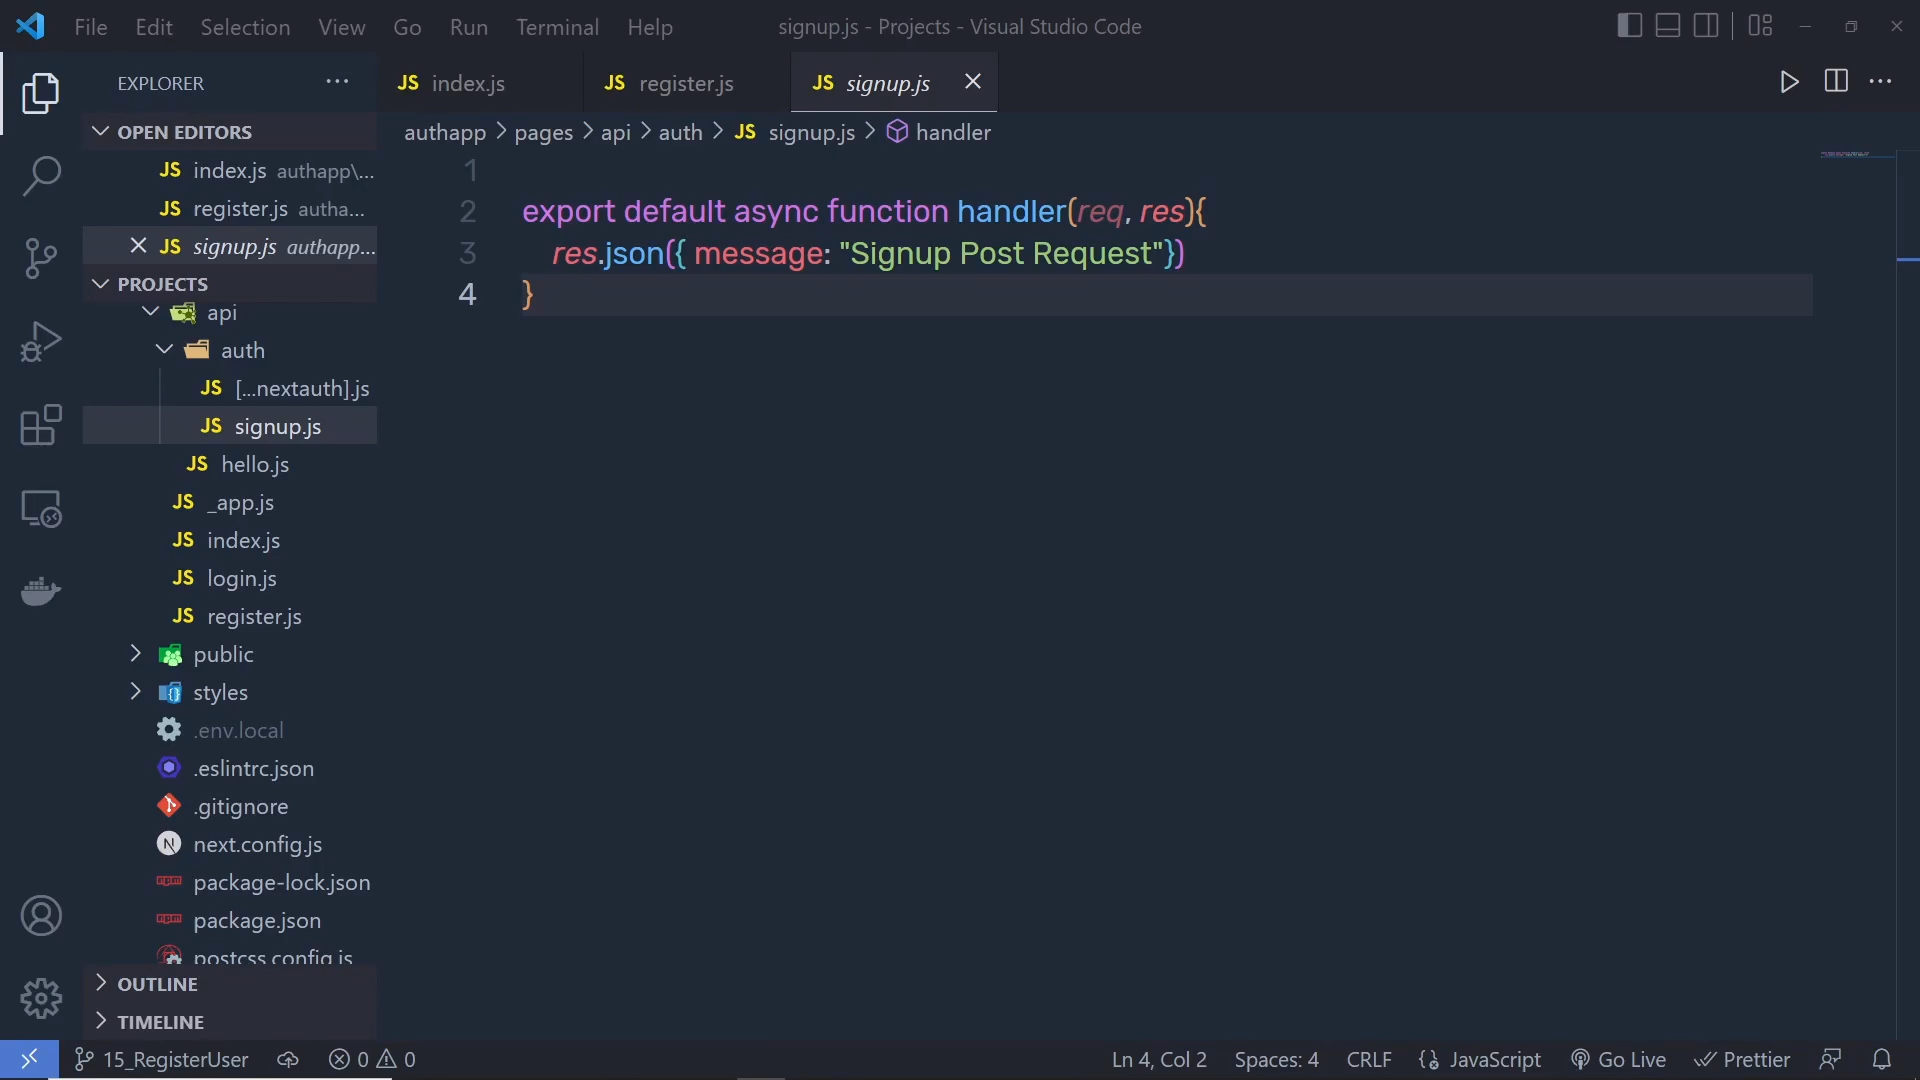 File Edit Selection View Go Run Terminal Help signup.js - Projects - Visual Studio Code
EXPLORER
OPEN EDITORS
JS index.js authapp\...
JS register.js autha...
JS signup.js authapp...
PROJECTS
api
auth
JS [...nextauth].js
JS signup.js
JS hello.js
JS _app.js
JS index.js
JS login.js
JS register.js
public
styles
.env.local
.eslintrc.json
.gitignore
N next.config.js
package-lock.json
package.json
postcss.config.js
OUTLINE
TIMELINE
JS index.js JS register.js JS signup.js
authapp > pages > api > auth > JS signup.js > handler
1
2 export default async function handler(req, res){
3 res.json({ message: "Signup Post Request"})
4 }
15_RegisterUser 0 0 Ln 4, Col 2 Spaces: 4 CRLF JavaScript Go Live Prettier